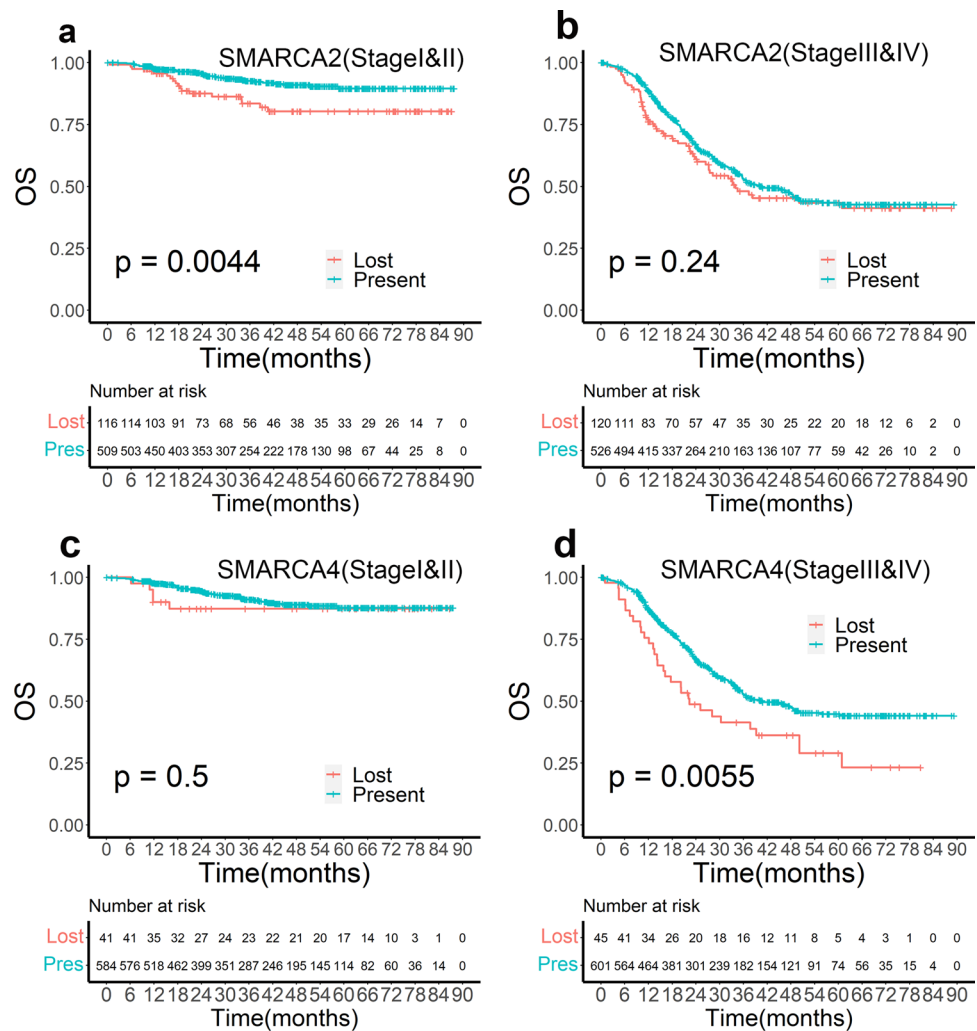 a
SMARCA2(StageI&II)
OS
1.00
0.75
0.50
0.25
0.00
p = 0.0044
Lost
Present
0 6 12 18 24 30 36 42 48 54 60 66 72 78 84 90
Time(months)
Number at risk
Lost 116 114 103 91 73 68 56 46 38 35 33 29 26 14 7 0
Pres 509 503 450 403 353 307 254 222 178 130 98 67 44 25 8 0
0 6 12 18 24 30 36 42 48 54 60 66 72 78 84 90
Time(months)
b
SMARCA2(StageIII&IV)
OS
1.00
0.75
0.50
0.25
0.00
p = 0.24
Lost
Present
0 6 12 18 24 30 36 42 48 54 60 66 72 78 84 90
Time(months)
Number at risk
Lost 120 111 83 70 57 47 35 30 25 22 20 18 12 6 2 0
Pres 526 494 415 337 264 210 163 136 107 77 59 42 26 10 2 0
0 6 12 18 24 30 36 42 48 54 60 66 72 78 84 90
Time(months)
c
SMARCA4(StageI&II)
OS
1.00
0.75
0.50
0.25
0.00
p = 0.5
Lost
Present
0 6 12 18 24 30 36 42 48 54 60 66 72 78 84 90
Time(months)
Number at risk
Lost 41 41 35 32 27 24 23 22 21 20 17 14 10 3 1 0
Pres 584 576 518 462 399 351 287 246 195 145 114 82 60 36 14 0
0 6 12 18 24 30 36 42 48 54 60 66 72 78 84 90
Time(months)
d
SMARCA4(StageIII&IV)
OS
1.00
0.75
0.50
0.25
0.00
Lost
Present
p = 0.0055
0 6 12 18 24 30 36 42 48 54 60 66 72 78 84 90
Time(months)
Number at risk
Lost 45 41 34 26 20 18 16 12 11 8 5 4 3 1 0 0
Pres 601 564 464 381 301 239 182 154 121 91 74 56 35 15 4 0
0 6 12 18 24 30 36 42 48 54 60 66 72 78 84 90
Time(months)